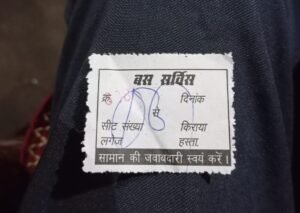 बस सर्विस
क्रं. दिनांक
से
सीट संख्या किराया
लगेज हस्ता.
सामान की जवाबदारी स्वयं करें।